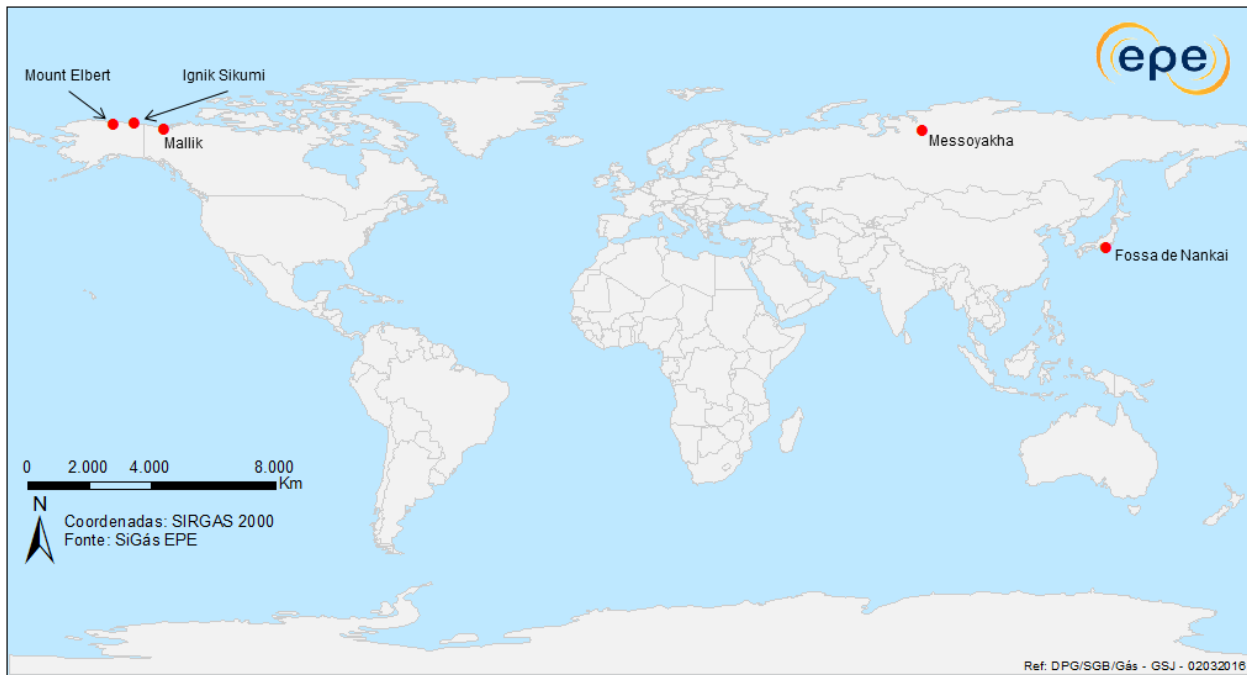 epe
Mount Elbert
Ignik Sikumi
Mallik
Messoyakha
Fossa de Nankai
0 2.000 4.000 8.000
Km
N
Coordenadas: SIRGAS 2000
Fonte: SiGás EPE
Ref: DPG/SGB/Gás - GSJ - 02032016